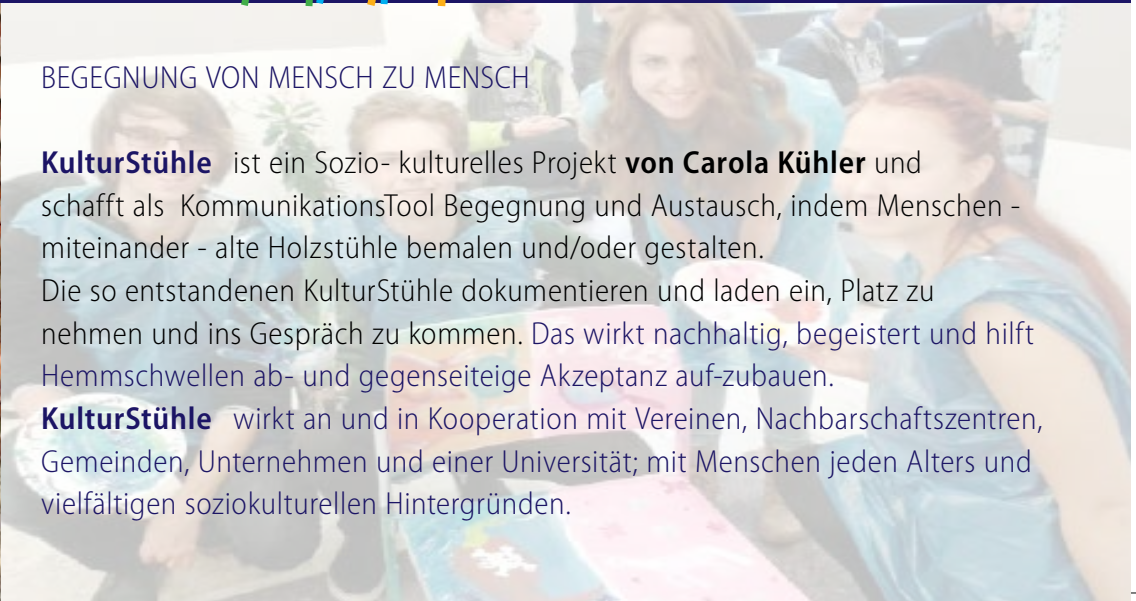 BEGEGNUNG VON MENSCH ZU MENSCH
KulturStühle ist ein Sozio- kulturelles Projekt von Carola Kühler und
schafft als KommunikationsTool Begegnung und Austausch, indem Menschen -
miteinander - alte Holzstühle bemalen und/oder gestalten.
Die so entstandenen KulturStühle dokumentieren und laden ein, Platz zu
nehmen und ins Gespräch zu kommen. Das wirkt nachhaltig, begeistert und hilft
Hemmschwellen ab- und gegenseiteige Akzeptanz auf-zubauen.
KulturStühle wirkt an und in Kooperation mit Vereinen, Nachbarschaftszentren,
Gemeinden, Unternehmen und einer Universität; mit Menschen jeden Alters und
vielfältigen soziokulturellen Hintergründen.